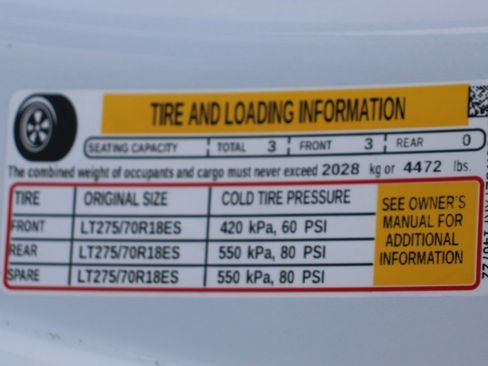 TIRE AND LOADING INFORMATION
SEATING CAPACITY TOTAL 3 FRONT 3 REAR 0
The combined weight of occupants and cargo must never exceed 2028 kg or 4472 lbs.
TIRE ORIGINAL SIZE COLD TIRE PRESSURE
FRONT LT275/70R18ES 420 kPa, 60 PSI
REAR LT275/70R18ES 550 kPa, 80 PSI
SPARE LT275/70R18ES 550 kPa, 80 PSI
SEE OWNER'S
MANUAL FOR
ADDITIONAL
INFORMATION